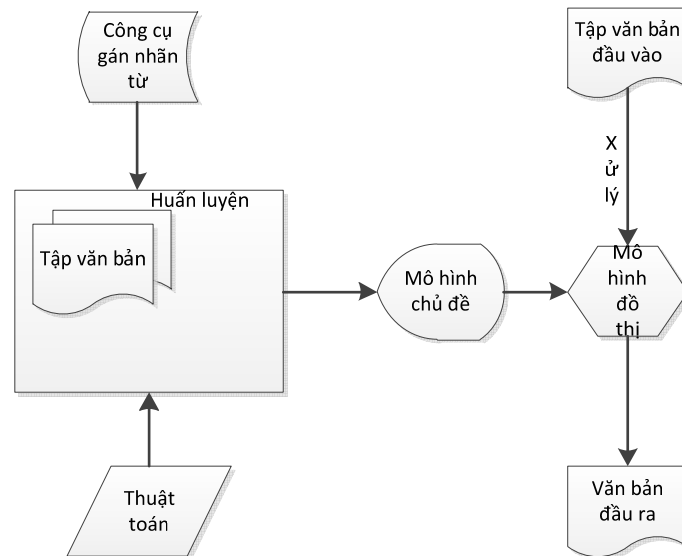 Công cụ
gán nhãn
từ
Tập văn bản
đầu vào
X
ử
lý
Huấn luyện
Tập văn bản
Mô hình
chủ đề
Mô
hình
đồ
thị
Thuật
toán
Văn bản
đầu ra